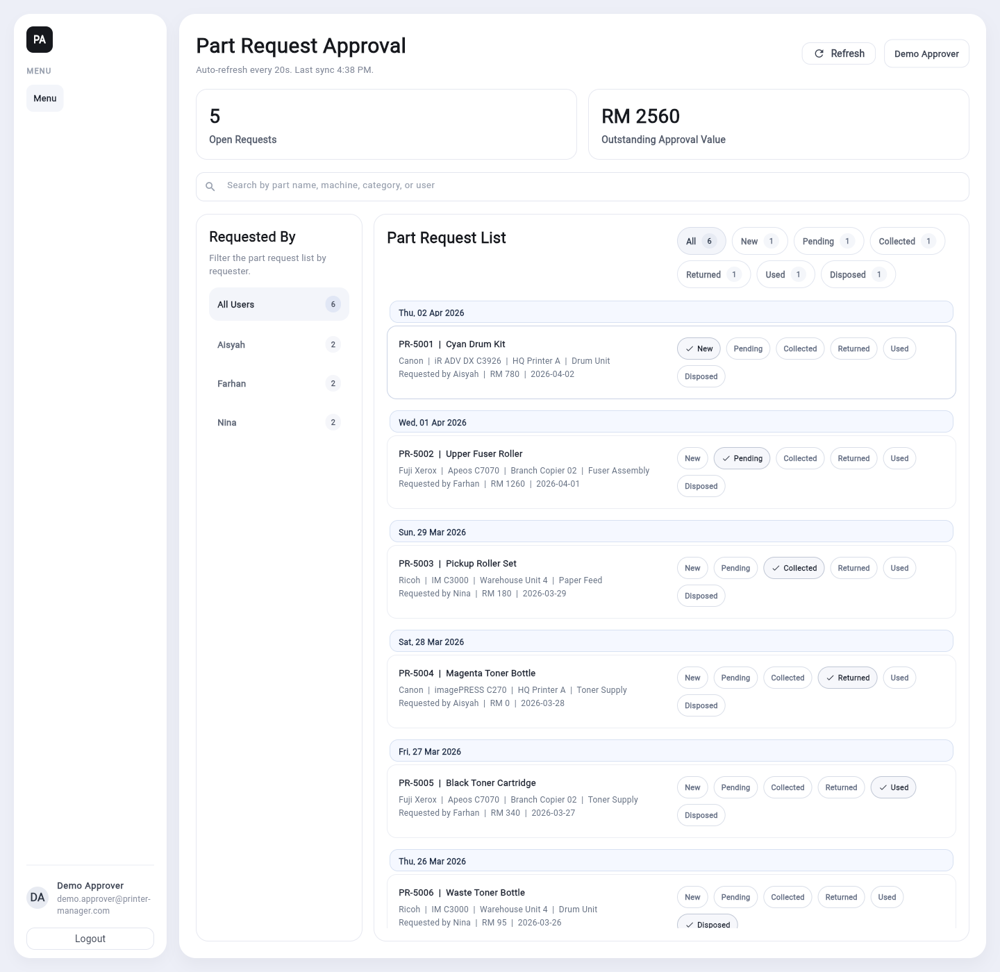 PA
MENU
Menu
Demo Approver
demo.approver@printer-
manager.com
DA
Logout
Part Request Approval
Auto-refresh every 20s. Last sync 4:38 PM.
Refresh
Demo Approver
5
Open Requests
RM 2560
Outstanding Approval Value
Search by part name, machine, category, or user
Requested By
Filter the part request list by
requester.
All Users 6
Aisyah 2
Farhan 2
Nina 2
Part Request List
All 6 New 1 Pending 1 Collected 1
Returned 1 Used 1 Disposed 1
Thu, 02 Apr 2026
PR-5001 | Cyan Drum Kit
Canon | iR ADV DX C3926 | HQ Printer A | Drum Unit
Requested by Aisyah | RM 780 | 2026-04-02
New Pending Collected Returned Used
Disposed
Wed, 01 Apr 2026
PR-5002 | Upper Fuser Roller
Fuji Xerox | Apeos C7070 | Branch Copier 02 | Fuser Assembly
Requested by Farhan | RM 1260 | 2026-04-01
New Pending Collected Returned Used
Disposed
Sun, 29 Mar 2026
PR-5003 | Pickup Roller Set
Ricoh | IM C3000 | Warehouse Unit 4 | Paper Feed
Requested by Nina | RM 180 | 2026-03-29
New Pending Collected Returned Used
Disposed
Sat, 28 Mar 2026
PR-5004 | Magenta Toner Bottle
Canon | imagePRESS C270 | HQ Printer A | Toner Supply
Requested by Aisyah | RM 0 | 2026-03-28
New Pending Collected Returned Used
Disposed
Fri, 27 Mar 2026
PR-5005 | Black Toner Cartridge
Fuji Xerox | Apeos C7070 | Branch Copier 02 | Toner Supply
Requested by Farhan | RM 340 | 2026-03-27
New Pending Collected Returned Used
Disposed
Thu, 26 Mar 2026
PR-5006 | Waste Toner Bottle
Ricoh | IM C3000 | Warehouse Unit 4 | Drum Unit
Requested by Nina | RM 95 | 2026-03-26
New Pending Collected Returned Used
Disposed